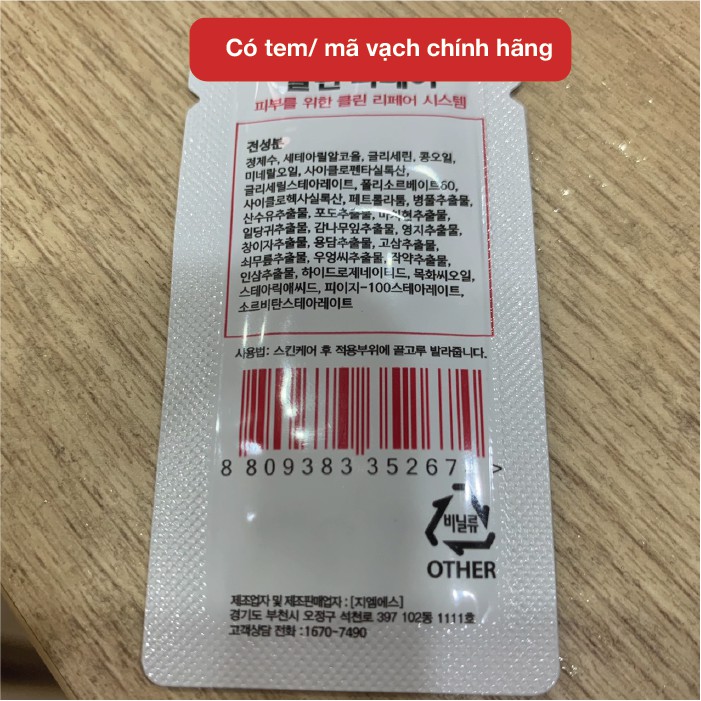 Có tem/ mã vạch chính hãng
피부를 위한 클린 리페어 시스템
전성분
경제수, 세테아릴알코올, 글리세린, 콩오일,
미네랄오일, 사이클로펜타실록산,
글리세릴스테아레이트, 폴리소르베이트60,
사이클로헥사실록산, 페트롤라툼, 병풀추출물,
산수유추출물, 포도추출물, 마치현추출물,
일당귀추출물, 감나무잎추출물, 영지추출물,
창이자추출물, 용담추출물, 고삼추출물,
쇠무릎추출물, 우엉씨추출물, 작약추출물,
인삼추출물, 하이드로제네이티드, 목화씨오일,
스테아릭애씨드, 피이지-100스테아레이트,
소르비탄스테아레이트
사용법: 스킨케어 후 적용부위에 골고루 발라줍니다.
8 809383 35267 >
비닐류
OTHER
제조업자 및 제조판매업자 : [지엠에스]
경기도 부천시 오정구 석천로 397 102동 1111호
고객상담 전화 :1670-7490